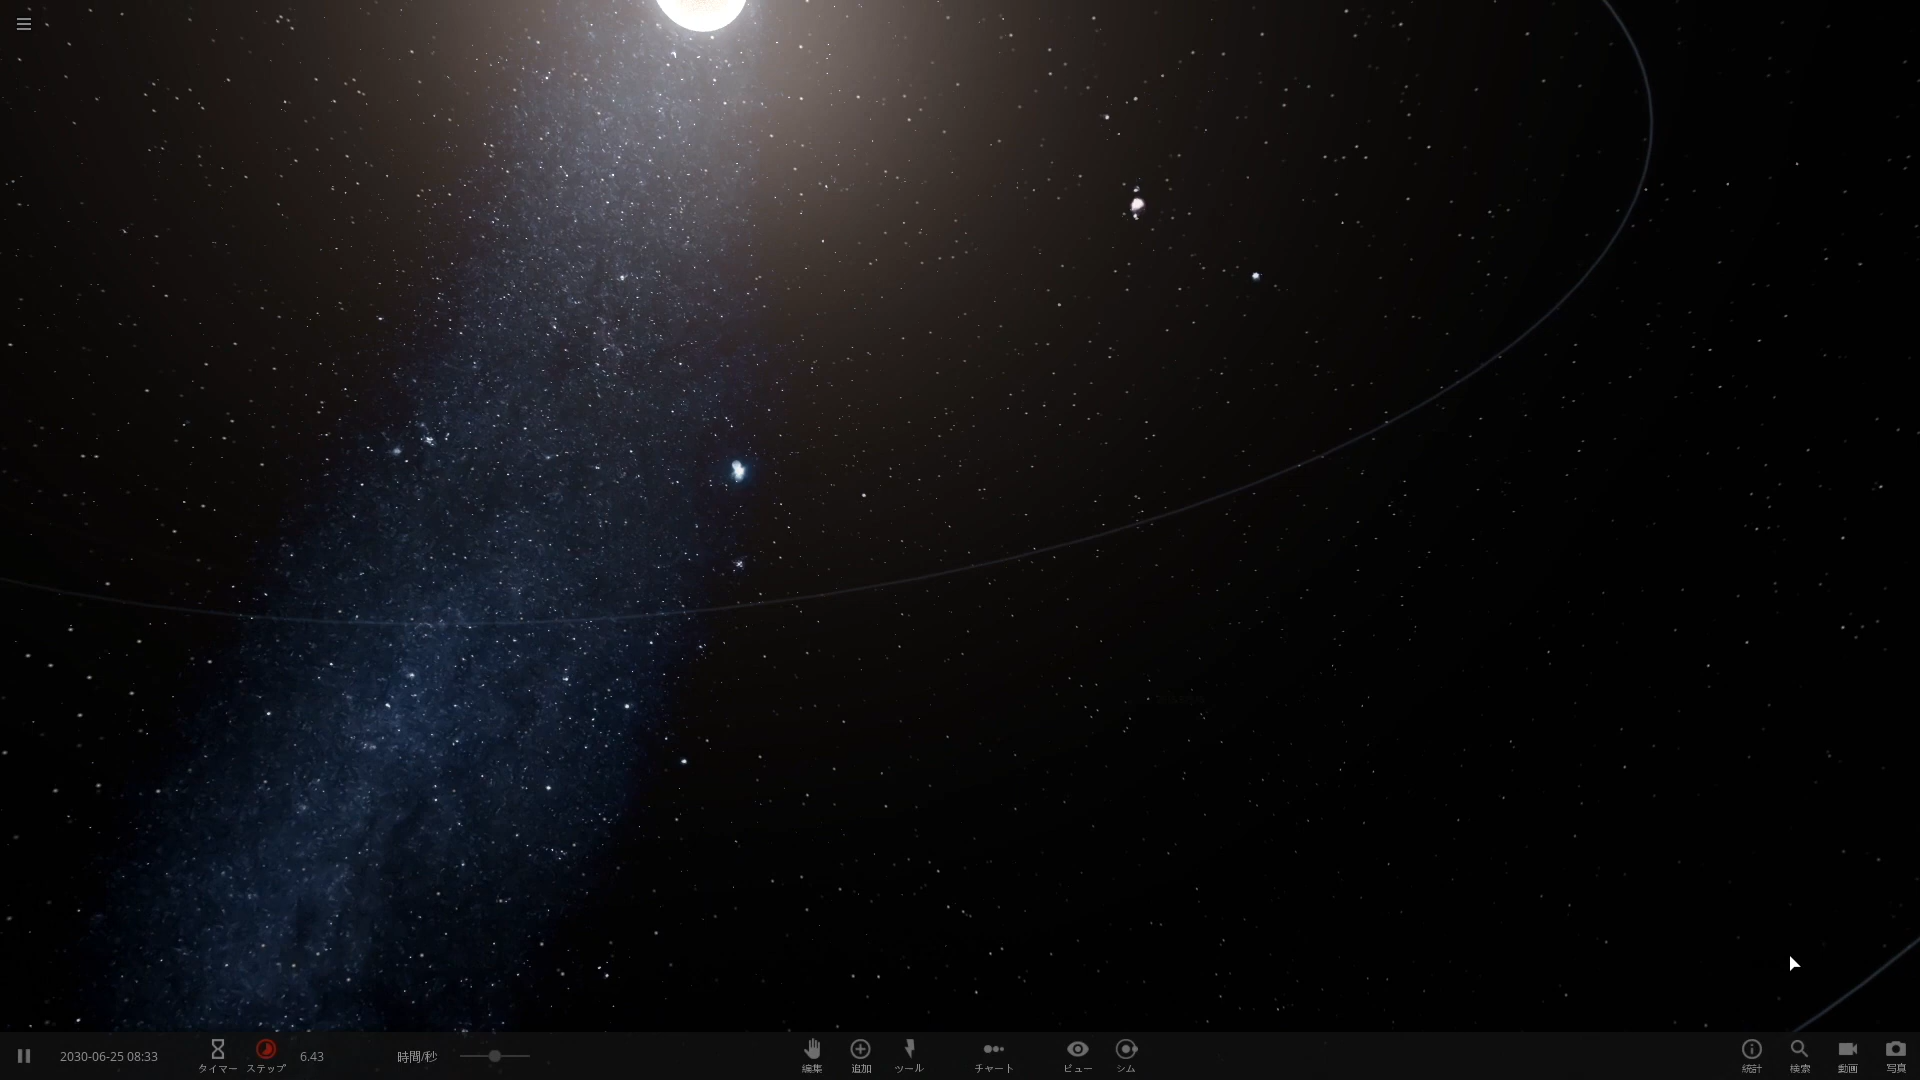 2030-06-25 08:33
タイマー
ステップ
6.43
時間/秒
編集
追加
ツール
チャート
ビュー
シム
統計
検索
動画
写真